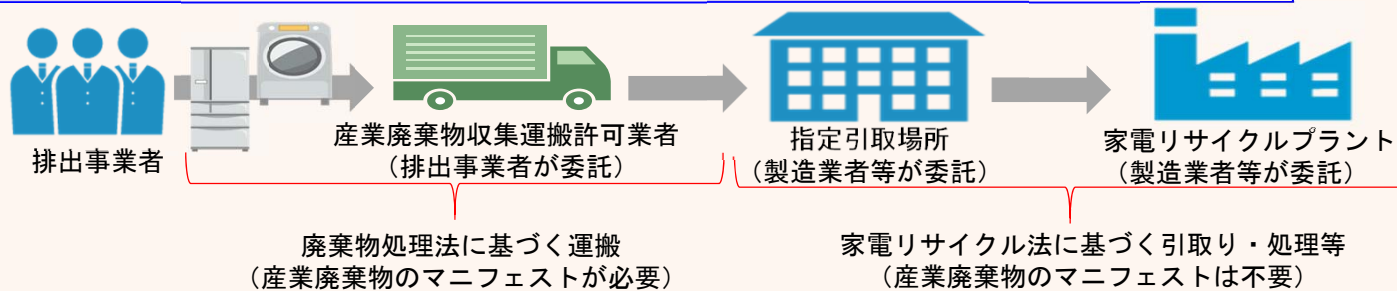 排出事業者
産業廃棄物収集運搬許可業者
（排出事業者が委託）
指定引取場所
（製造業者等が委託）
家電リサイクルプラント
（製造業者等が委託）
廃棄物処理法に基づく運搬
（産業廃棄物のマニフェストが必要）
家電リサイクル法に基づく引取り・処理等
（産業廃棄物のマニフェストは不要）